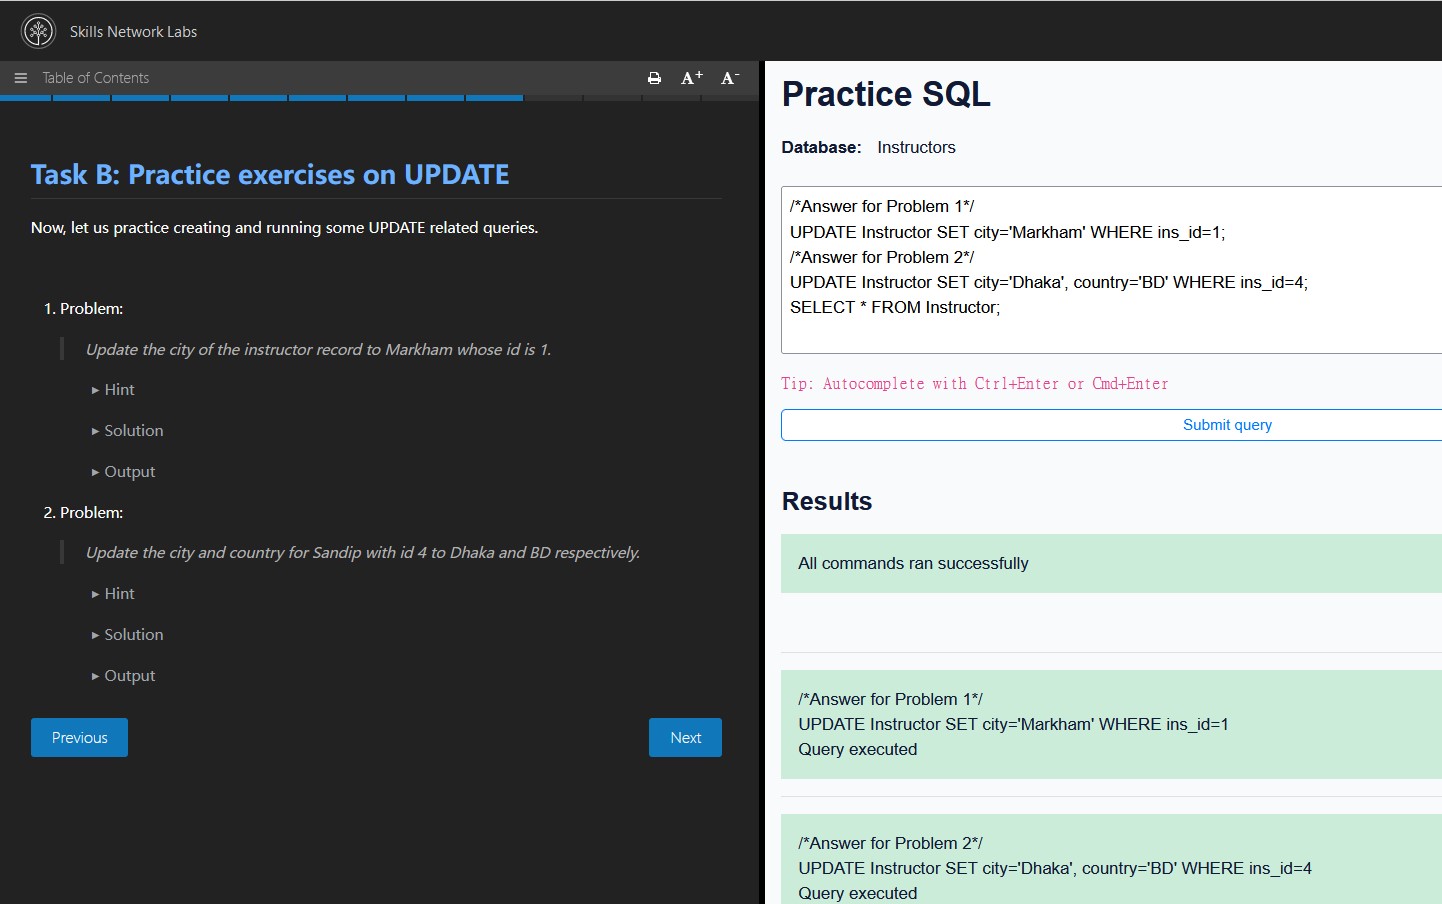 Skills Network Labs
Table of Contents
A+ A-
Task B: Practice exercises on UPDATE
Now, let us practice creating and running some UPDATE related queries.
1. Problem:
Update the city of the instructor record to Markham whose id is 1.
▸ Hint
▸ Solution
▸ Output
2. Problem:
Update the city and country for Sandip with id 4 to Dhaka and BD respectively.
▸ Hint
▸ Solution
▸ Output
Previous
Next
Practice SQL
Database: Instructors
/*Answer for Problem 1*/
UPDATE Instructor SET city='Markham' WHERE ins_id=1;
/*Answer for Problem 2*/
UPDATE Instructor SET city='Dhaka', country='BD' WHERE ins_id=4;
SELECT * FROM Instructor;
Tip: Autocomplete with Ctrl+Enter or Cmd+Enter
Submit query
Results
All commands ran successfully
/*Answer for Problem 1*/
UPDATE Instructor SET city='Markham' WHERE ins_id=1
Query executed
/*Answer for Problem 2*/
UPDATE Instructor SET city='Dhaka', country='BD' WHERE ins_id=4
Query executed